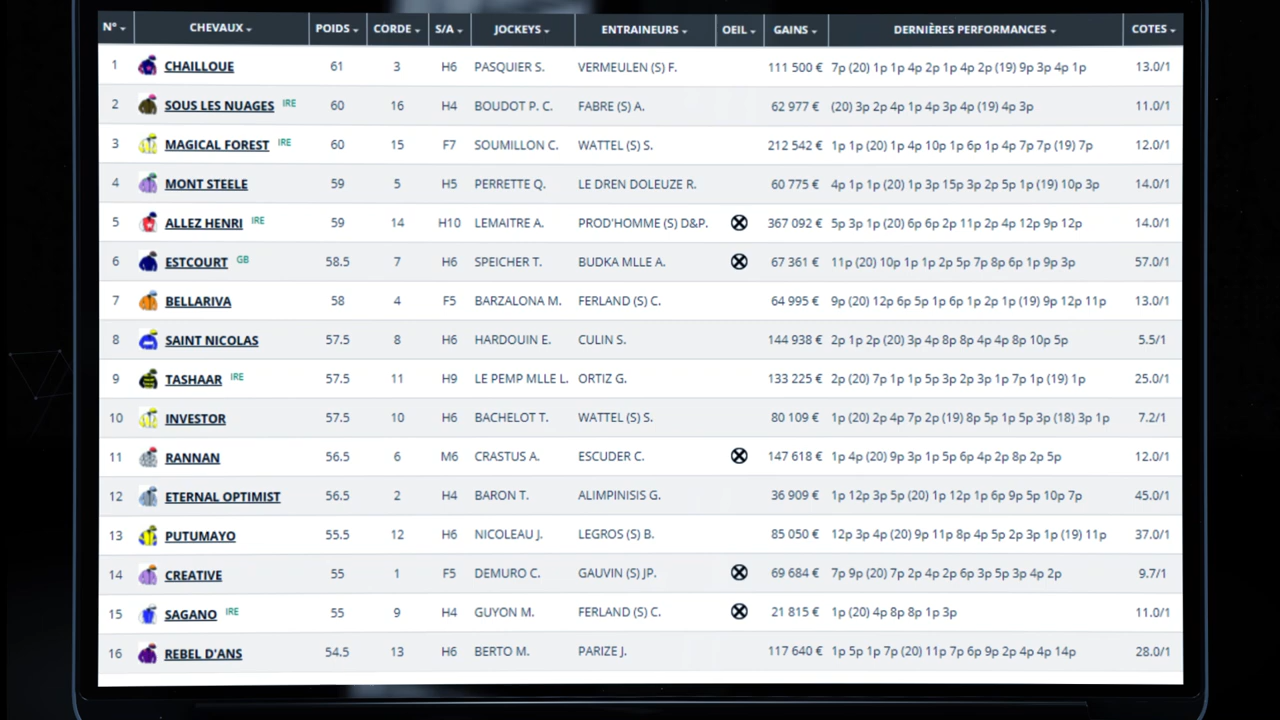 N° CHEVAUX POIDS CORDE S/A JOCKEYS ENTRAINEURS OEIL GAINS DERNIÈRES PERFORMANCES COTES
1 CHAILLOUE 61 3 H6 PASQUIER S. VERMEULEN (S) F. 111 500 € 7p (20) 1p 1p 4p 2p 1p 4p 2p (19) 9p 3p 4p 1p 13.0/1
2 SOUS LES NUAGES IRE 60 16 H4 BOUDOT P. C. FABRE (S) A. 62 977 € (20) 3p 2p 4p 1p 4p 3p 4p (19) 4p 3p 11.0/1
3 MAGICAL FOREST IRE 60 15 F7 SOUMILLON C. WATTEL (S) S. 212 542 € 1p 1p (20) 1p 4p 10p 1p 6p 1p 4p 7p 7p (19) 7p 12.0/1
4 MONT STEELE 59 5 H5 PERRETTE Q. LE DREN DOLEUZE R. 60 775 € 4p 1p 1p (20) 1p 3p 15p 3p 2p 5p 1p (19) 10p 3p 14.0/1
5 ALLEZ HENRI IRE 59 14 H10 LEMAITRE A. PROD'HOMME (S) D&P. 367 092 € 5p 3p 1p (20) 6p 6p 2p 11p 2p 4p 12p 9p 12p 14.0/1
6 ESTCOURT GB 58.5 7 H6 SPEICHER T. BUDKA MLLE A. 67 361 € 11p (20) 10p 1p 1p 2p 5p 7p 8p 6p 1p 9p 3p 57.0/1
7 BELLARIVA 58 4 F5 BARZALONA M. FERLAND (S) C. 64 995 € 9p (20) 12p 6p 5p 1p 6p 1p 2p 1p (19) 9p 12p 11p 13.0/1
8 SAINT NICOLAS 57.5 8 H6 HARDOUIN E. CULIN S. 144 938 € 2p 1p 2p (20) 3p 4p 8p 8p 4p 4p 8p 10p 5p 5.5/1
9 TASHAAR IRE 57.5 11 H9 LE PEMP MLLE L. ORTIZ G. 133 225 € 2p (20) 7p 1p 1p 5p 3p 2p 3p 1p 7p 1p (19) 1p 25.0/1
10 INVESTOR 57.5 10 H6 BACHELOT T. WATTEL (S) S. 80 109 € 1p (20) 2p 4p 7p 2p (19) 8p 5p 1p 5p 3p (18) 3p 1p 7.2/1
11 RANNAN 56.5 6 M6 CRASTUS A. ESCUDER C. 147 618 € 1p 4p (20) 9p 3p 1p 5p 6p 4p 2p 8p 2p 5p 12.0/1
12 ETERNAL OPTIMIST 56.5 2 H4 BARON T. ALIMPINISIS G. 36 909 € 1p 12p 3p 5p (20) 1p 12p 1p 6p 9p 5p 10p 7p 45.0/1
13 PUTUMAYO 55.5 12 H6 NICOLEAU J. LEGROS (S) B. 85 050 € 12p 3p 4p (20) 9p 11p 8p 4p 5p 2p 3p 1p (19) 11p 37.0/1
14 CREATIVE 55 1 F5 DEMURO C. GAUVIN (S) JP. 69 684 € 7p 9p (20) 7p 2p 4p 2p 6p 3p 5p 3p 4p 2p 9.7/1
15 SAGANO IRE 55 9 H4 GUYON M. FERLAND (S) C. 21 815 € 1p (20) 4p 8p 8p 1p 3p 11.0/1
16 REBEL D'ANS 54.5 13 H6 BERTO M. PARIZE J. 117 640 € 1p 5p 1p 7p (20) 11p 7p 6p 9p 2p 4p 4p 14p 28.0/1